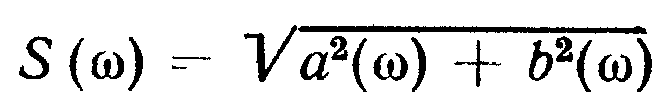 S (ω) = √a²(ω) + b²(ω)